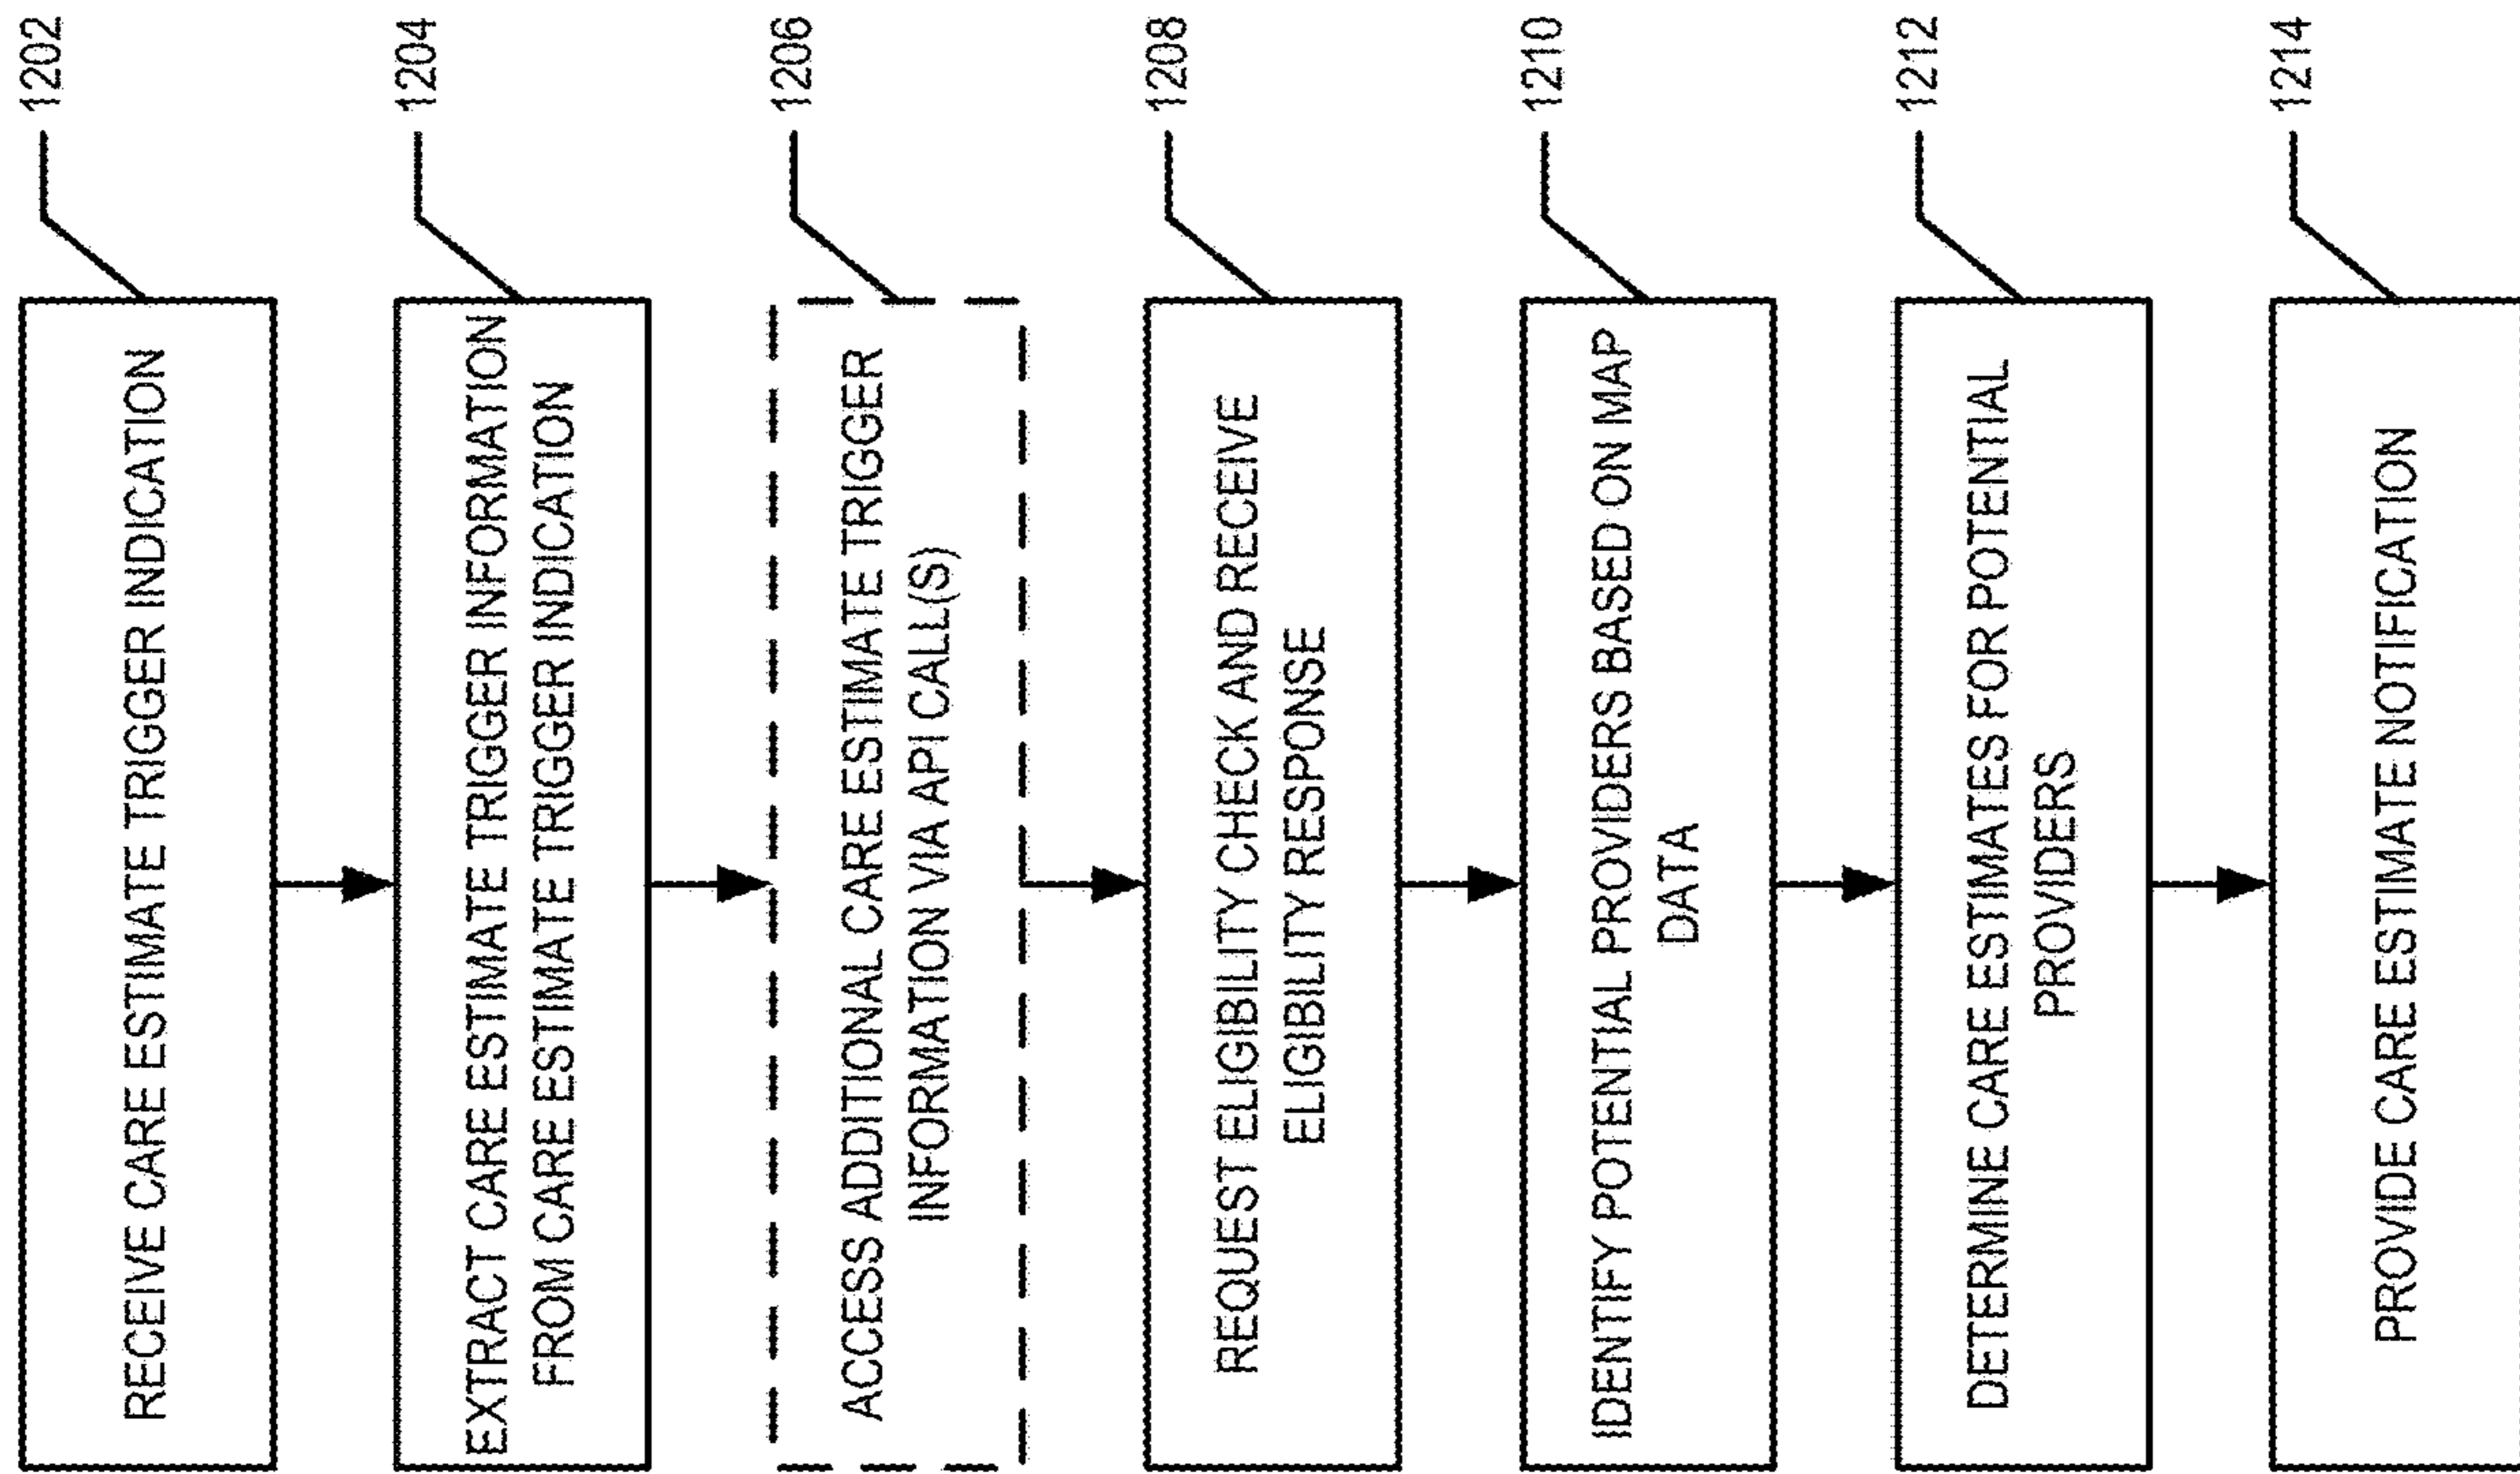 RECEIVE CARE ESTIMATE TRIGGER INDICATION
1202
EXTRACT CARE ESTIMATE TRIGGER INFORMATION
FROM CARE ESTIMATE TRIGGER INDICATION
1204
ACCESS ADDITIONAL CARE ESTIMATE TRIGGER
INFORMATION VIA API CALL(S)
1206
REQUEST ELIGIBILITY CHECK AND RECEIVE
ELIGIBILITY RESPONSE
1208
IDENTIFY POTENTIAL PROVIDERS BASED ON MAP
DATA
1210
DETERMINE CARE ESTIMATES FOR POTENTIAL
PROVIDERS
1212
PROVIDE CARE ESTIMATE NOTIFICATION
1214